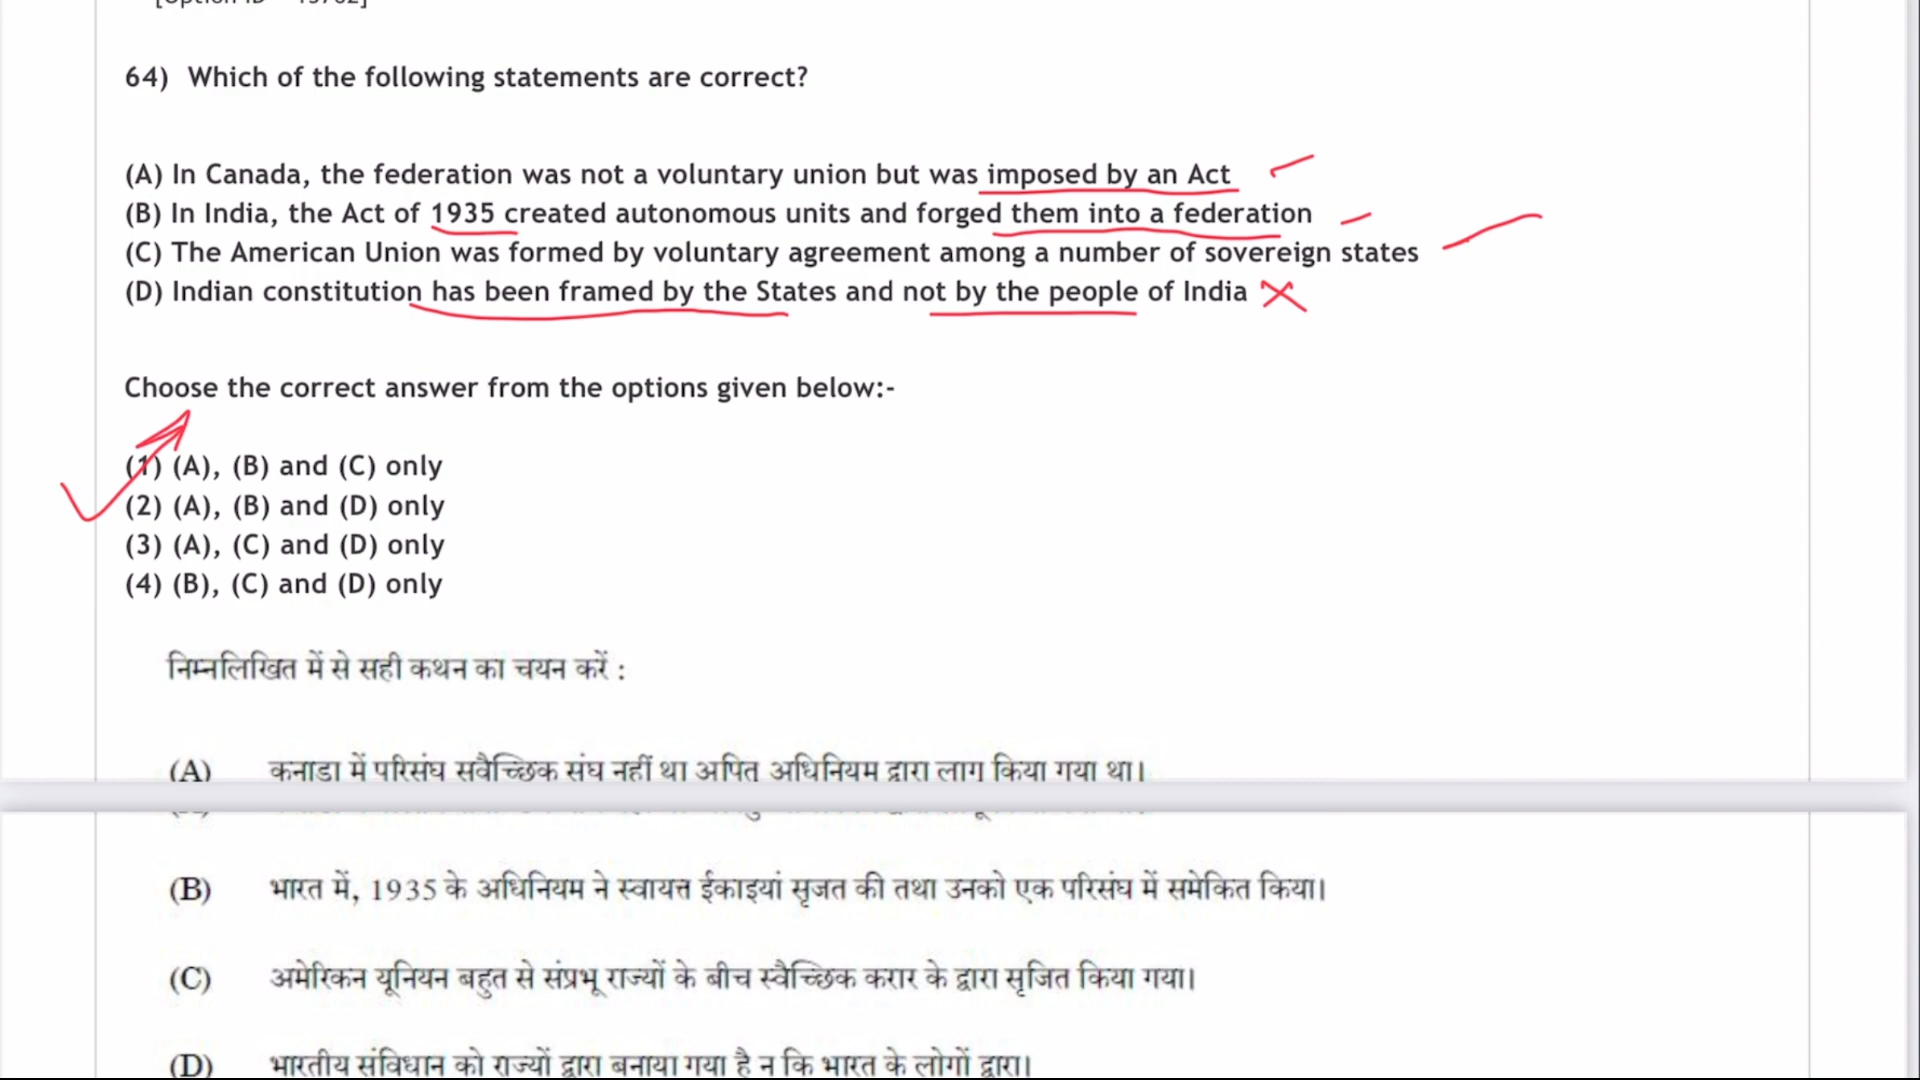 64) Which of the following statements are correct?
(A) In Canada, the federation was not a voluntary union but was imposed by an Act
(B) In India, the Act of 1935 created autonomous units and forged them into a federation
(C) The American Union was formed by voluntary agreement among a number of sovereign states
(D) Indian constitution has been framed by the States and not by the people of India
Choose the correct answer from the options given below:-
(1) (A), (B) and (C) only
(2) (A), (B) and (D) only
(3) (A), (C) and (D) only
(4) (B), (C) and (D) only
निम्नलिखित में से सही कथन का चयन करें :
(A) कनाडा में परिसंघ सवैच्छिक संघ नहीं था अपितु अधिनियम द्वारा लागू किया गया था।
(B) भारत में, 1935 के अधिनियम ने स्वायत्त ईकाइयां सृजत की तथा उनको एक परिसंघ में समेकित किया।
(C) अमेरिकन यूनियन बहुत से संप्रभू राज्यों के बीच स्वैच्छिक करार के द्वारा सृजित किया गया।
(D) भारतीय संविधान को राज्यों द्वारा बनाया गया है न कि भारत के लोगों द्वारा।